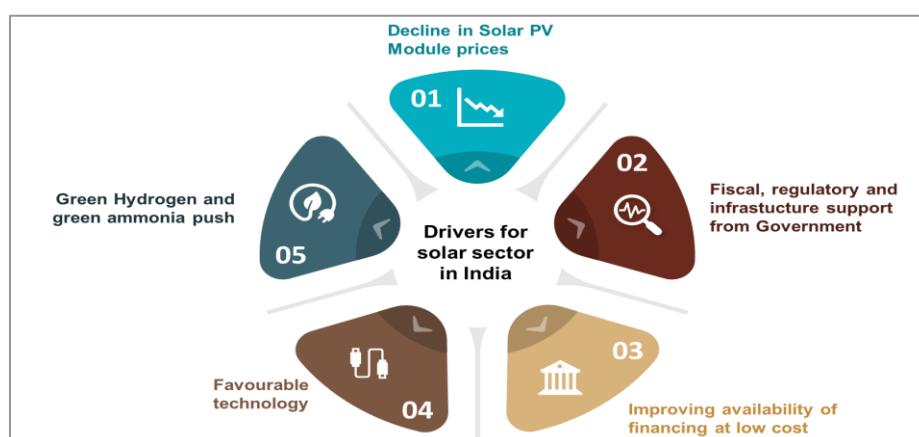 Decline in Solar PV
Module prices
01
02
Fiscal, regulatory and
infrastucture support
from Government
Green Hydrogen and
green ammonia push
05
Drivers for
solar sector
in India
03
Improving availability of
financing at low cost
Favourable
technology
04